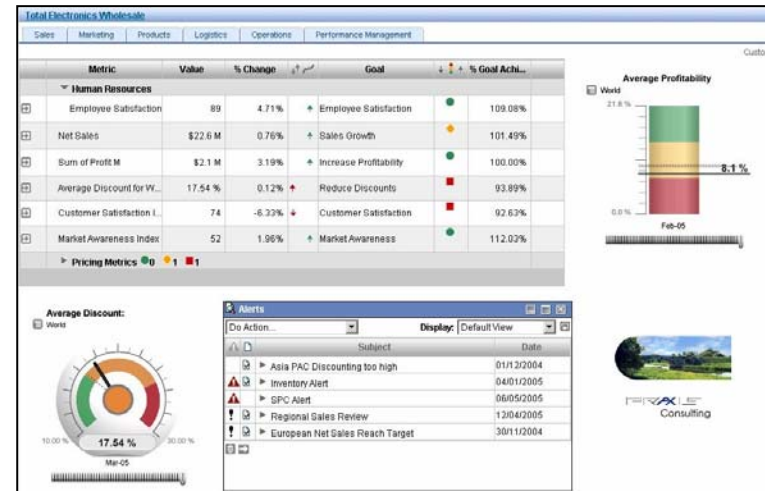 Total Electronics Wholesale
Sales Marketing Products Logistics Operations Performance Management
Custo
Metric Value % Change Goal % Goal Achi...
Human Resources
Employee Satisfaction 89 4.71% Employee Satisfaction 109.08%
Net Sales $22.6 M 0.76% Sales Growth 101.49%
Sum of Profit M $2.1 M 3.19% Increase Profitability 100.00%
Average Discount for W... 17.54 % 0.12% Reduce Discounts 93.89%
Customer Satisfaction I... 74 -6.33% Customer Satisfaction 92.63%
Market Awareness Index 52 1.96% Market Awareness 112.03%
Pricing Metrics 0 1 1
Average Profitability
World
21.8 %
8.1 %
0.0 %
Feb-05
Average Discount:
World
10.00 % 17.54 % 30.00 %
Mar-05
Alerts
Do Action... Display: Default View
Subject Date
Asia PAC Discounting too high 01/12/2004
Inventory Alert 04/01/2005
SPC Alert 06/05/2005
Regional Sales Review 12/04/2005
European Net Sales Reach Target 30/11/2004
Consulting